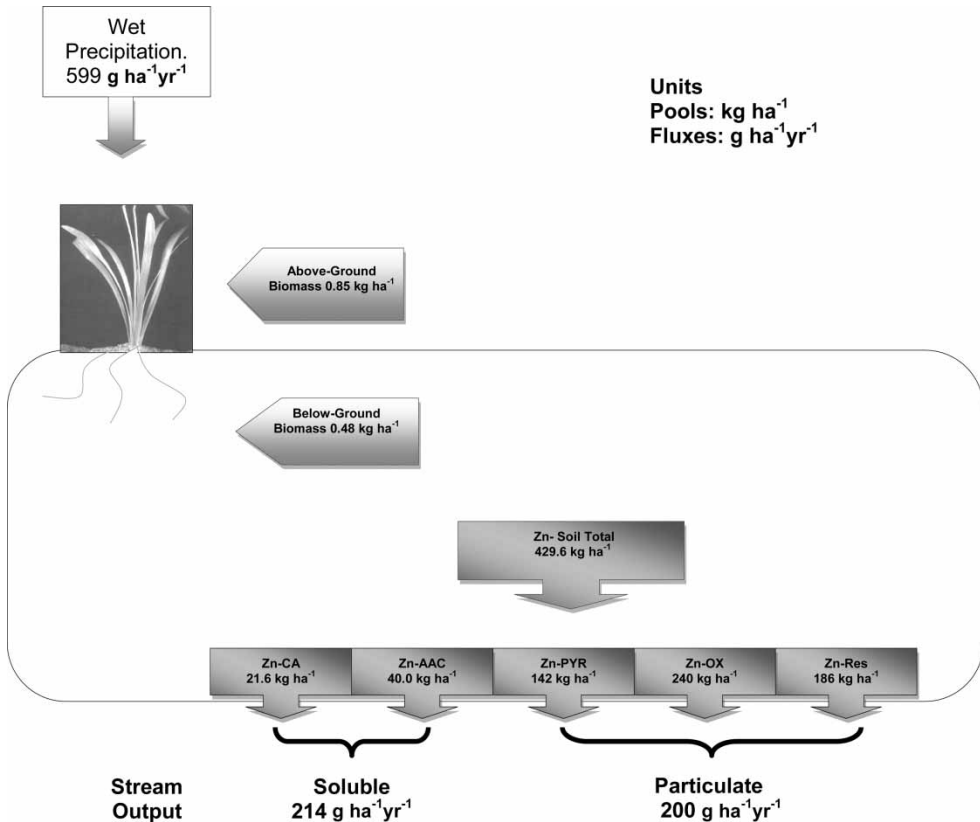 Wet
Precipitation.
599 g ha⁻¹yr⁻¹
Units
Pools: kg ha⁻¹
Fluxes: g ha⁻¹yr⁻¹
Above-Ground
Biomass 0.85 kg ha⁻¹
Below-Ground
Biomass 0.48 kg ha⁻¹
Zn- Soil Total
429.6 kg ha⁻¹
Zn-CA
21.6 kg ha⁻¹
Zn-AAC
40.0 kg ha⁻¹
Zn-PYR
142 kg ha⁻¹
Zn-OX
240 kg ha⁻¹
Zn-Res
186 kg ha⁻¹
Stream
Output
Soluble
214 g ha⁻¹yr⁻¹
Particulate
200 g ha⁻¹yr⁻¹